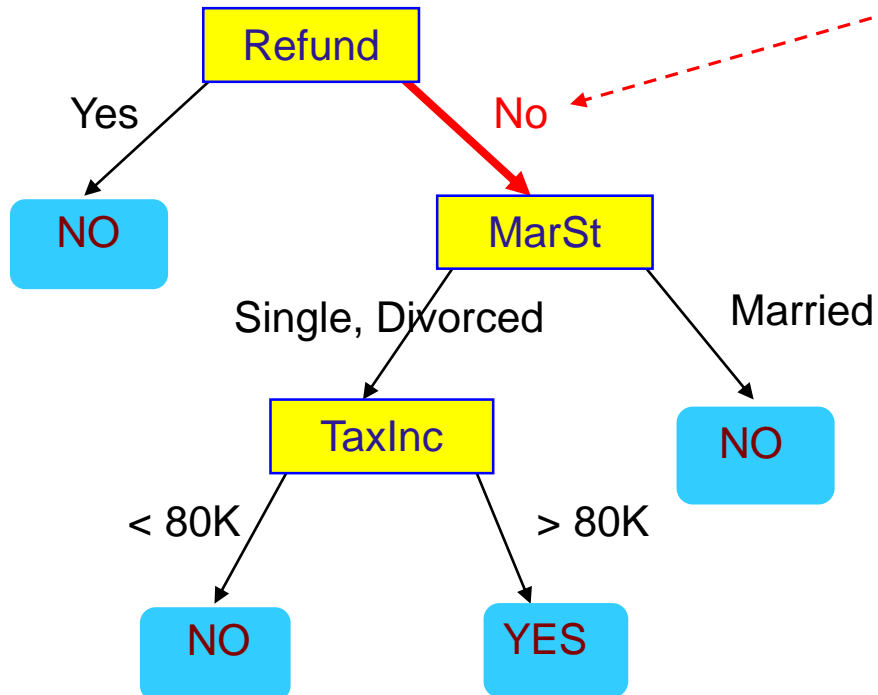 Refund
Yes
No
NO
MarSt
Single, Divorced
Married
TaxInc
NO
< 80K
> 80K
NO
YES